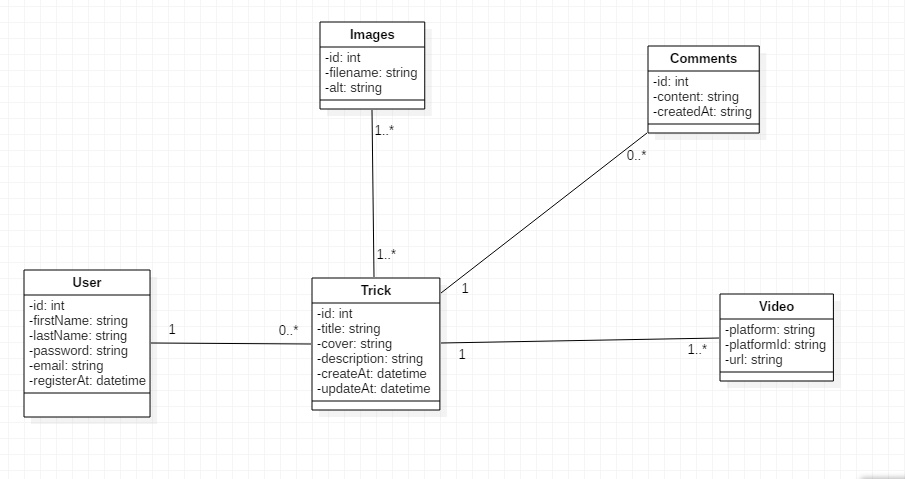 Images
-id: int
-filename: string
-alt: string
1..*
1..*
Comments
-id: int
-content: string
-createdAt: string
0..*
1
User
-id: int
-firstName: string
-lastName: string
-password: string
-email: string
-registerAt: datetime
1
0..*
Trick
-id: int
-title: string
-cover: string
-description: string
-createAt: datetime
-updateAt: datetime
1
1..*
Video
-platform: string
-platformId: string
-url: string